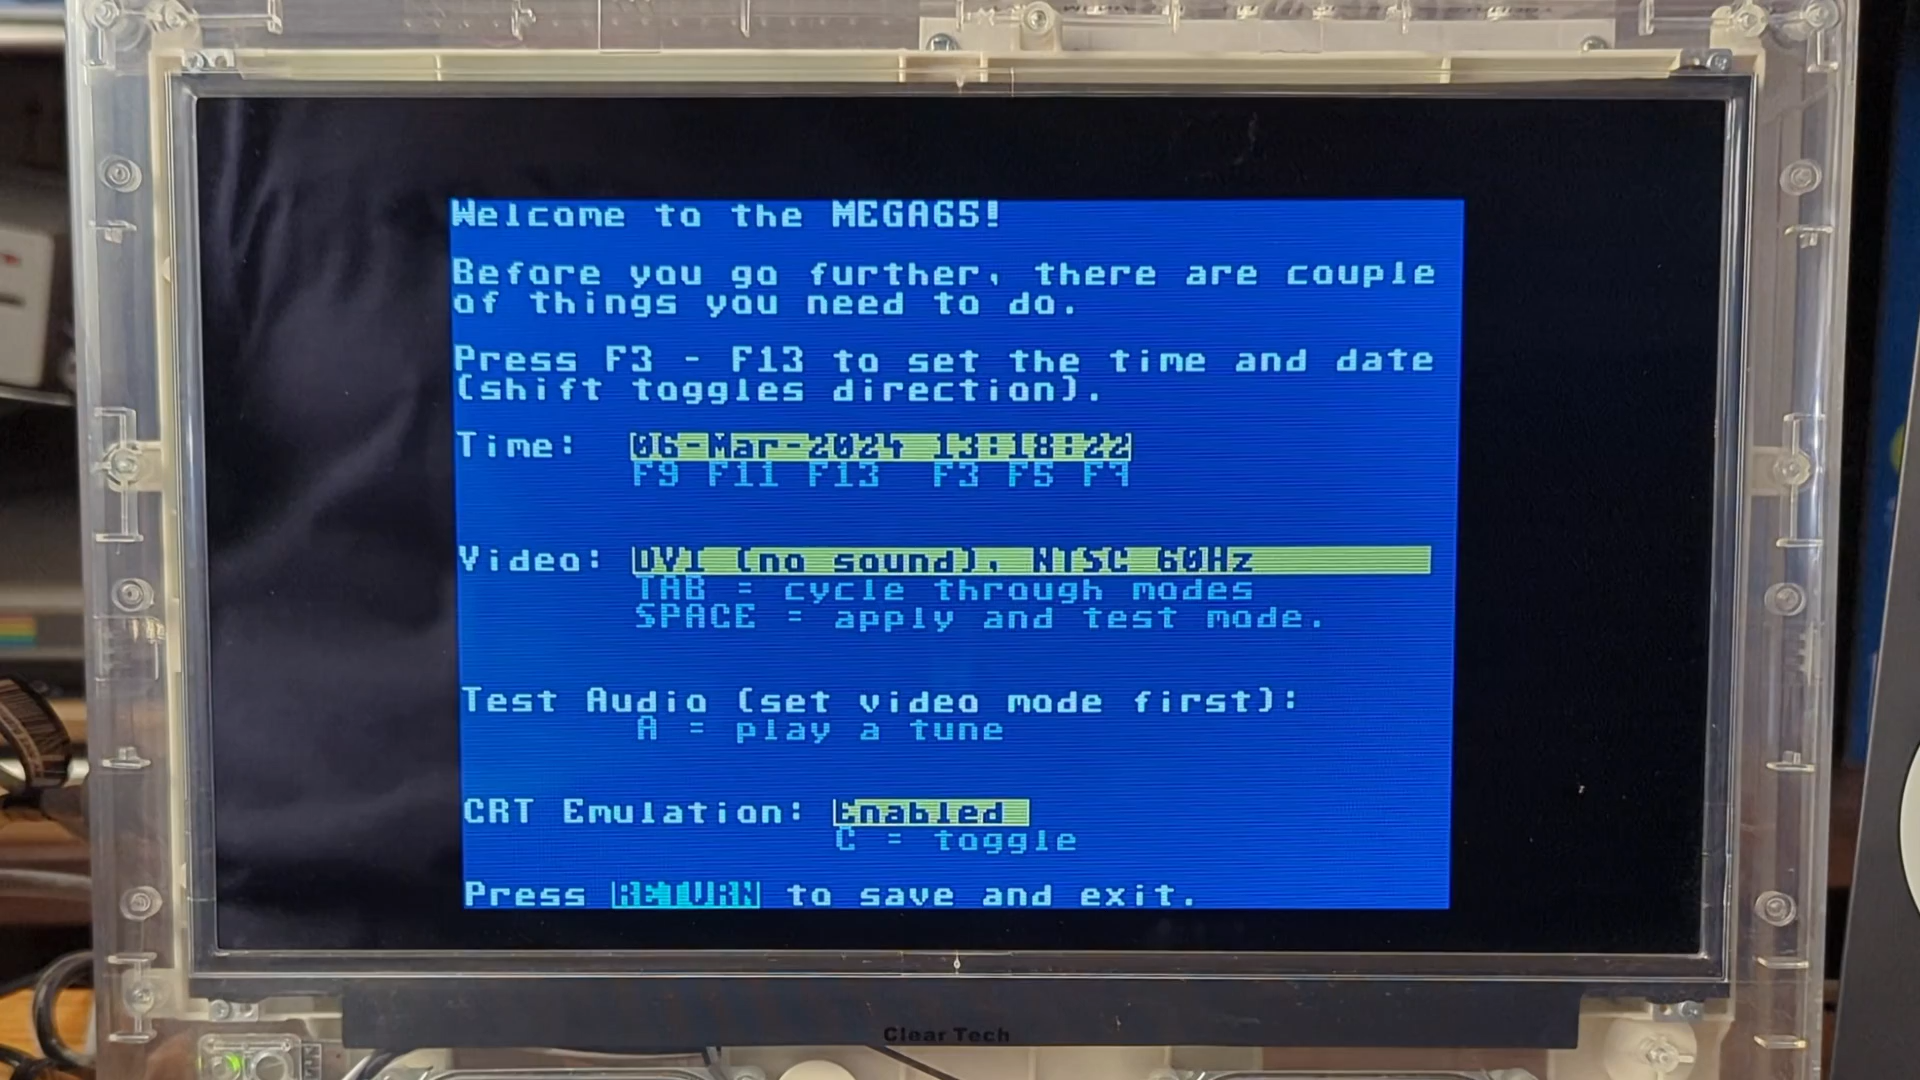 Welcome to the MEGA65!
Before you go further, there are couple
of things you need to do.
Press F3 - F13 to set the time and date
(shift toggles direction).
Time: 06-Mar-2024 13:18:22
F9 F11 F13 F3 F5 F7
Video: DVI (no sound), NTSC 60Hz
TAB = cycle through modes
SPACE = apply and test mode.
Test Audio (set video mode first):
A = play a tune
CRT Emulation: Enabled
C = toggle
Press RETURN to save and exit.
Clear Tech